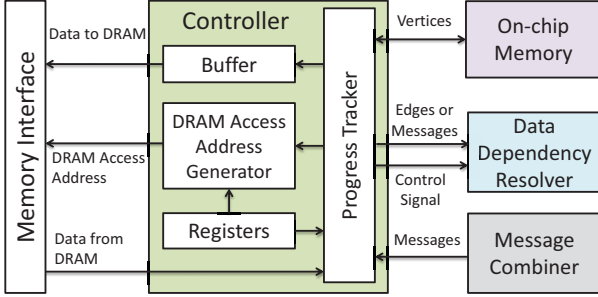 Controller
Memory Interface
Data to DRAM
Buffer
DRAM Access
Address
Generator
DRAM Access
Address
Registers
Data from
DRAM
Progress Tracker
Vertices
On-chip
Memory
Edges or
Messages
Control
Signal
Data
Dependency
Resolver
Messages
Message
Combiner